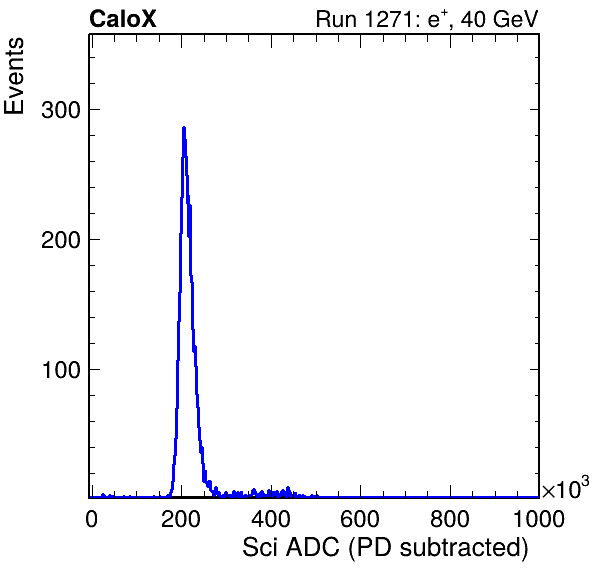 CaloX Run 1271: e⁺, 40 GeV
Events
300
200
100
0 200 400 600 800 1000 ×10³
Sci ADC (PD subtracted)